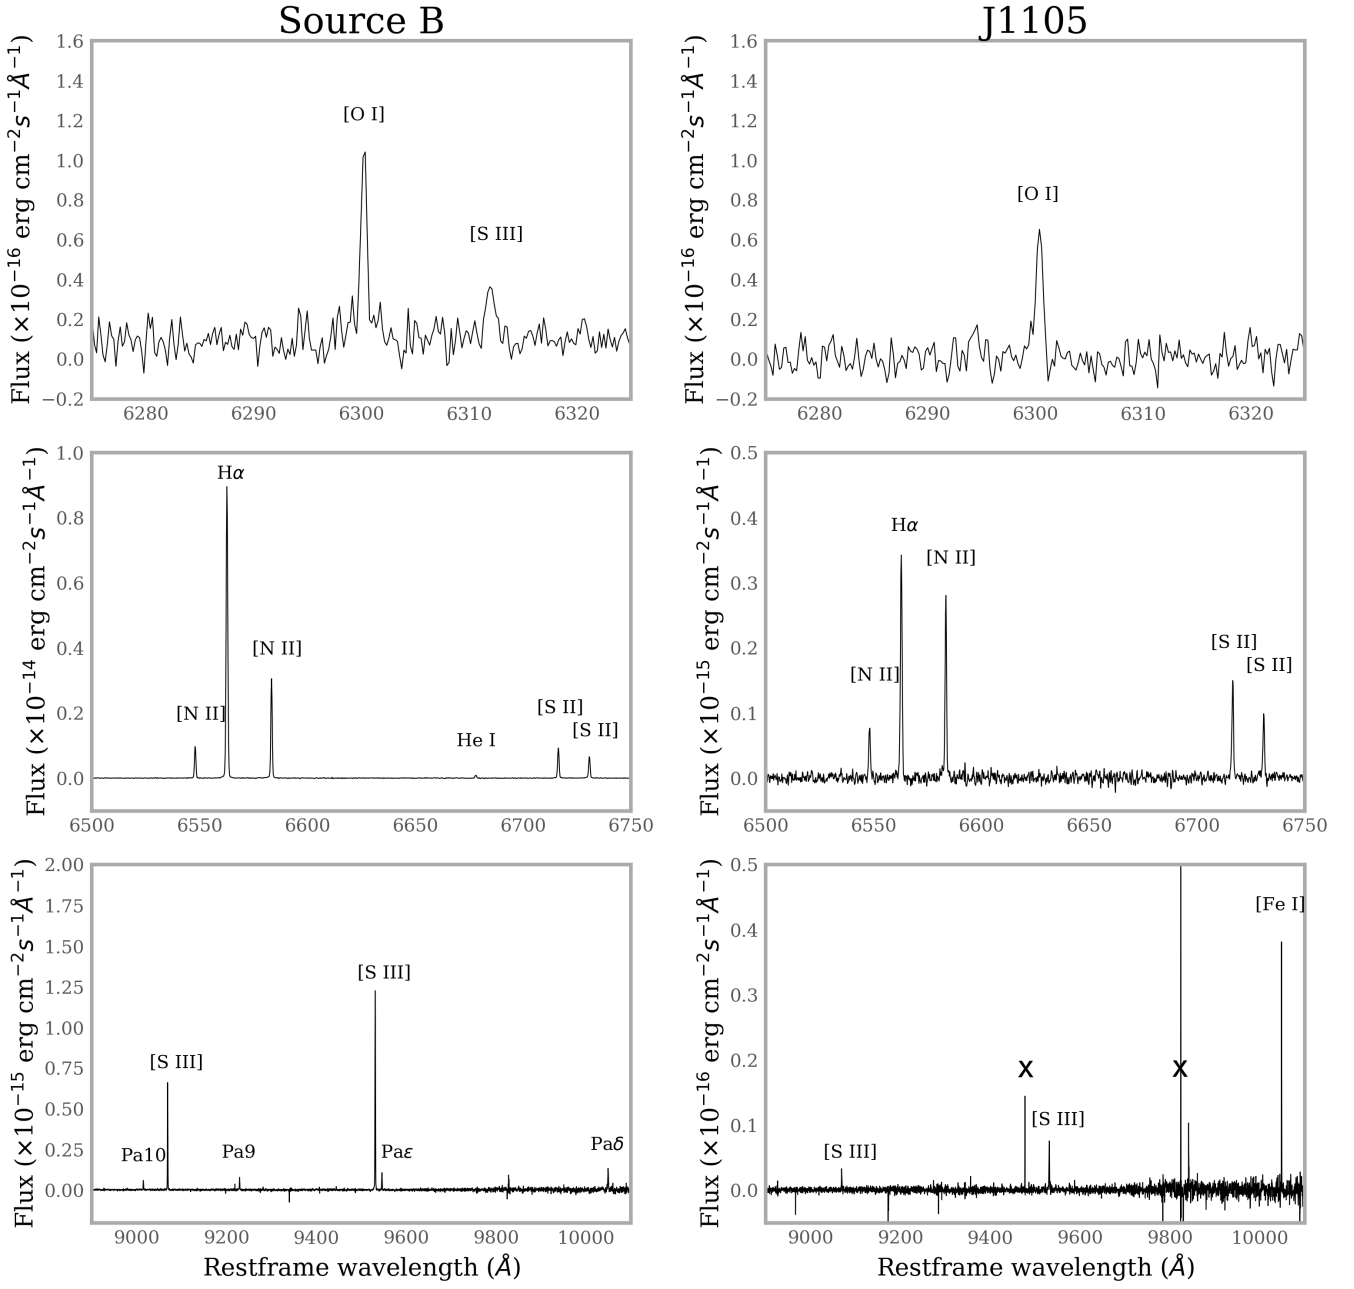 Source B
J1105
Flux (×10⁻¹⁶ erg cm⁻²s⁻¹Å⁻¹)
1.6
1.4
1.2
1.0
0.8
0.6
0.4
0.2
0.0
−0.2
[O I]
[S III]
6280 6290 6300 6310 6320
Flux (×10⁻¹⁶ erg cm⁻²s⁻¹Å⁻¹)
1.6
1.4
1.2
1.0
0.8
0.6
0.4
0.2
0.0
−0.2
[O I]
6280 6290 6300 6310 6320
Flux (×10⁻¹⁴ erg cm⁻²s⁻¹Å⁻¹)
1.0
0.8
0.6
0.4
0.2
0.0
Hα
[N II]
[N II]
He I
[S II]
[S II]
6500 6550 6600 6650 6700 6750
Flux (×10⁻¹⁵ erg cm⁻²s⁻¹Å⁻¹)
0.5
0.4
0.3
0.2
0.1
0.0
Hα
[N II]
[N II]
[S II]
[S II]
6500 6550 6600 6650 6700 6750
Flux (×10⁻¹⁵ erg cm⁻²s⁻¹Å⁻¹)
2.00
1.75
1.50
1.25
1.00
0.75
0.50
0.25
0.00
[S III]
[S III]
Pa10
Pa9
Paε
Paδ
9000 9200 9400 9600 9800 10000
Restframe wavelength (Å)
Flux (×10⁻¹⁶ erg cm⁻²s⁻¹Å⁻¹)
0.5
0.4
0.3
0.2
0.1
0.0
[Fe I]
x
x
[S III]
[S III]
9000 9200 9400 9600 9800 10000
Restframe wavelength (Å)